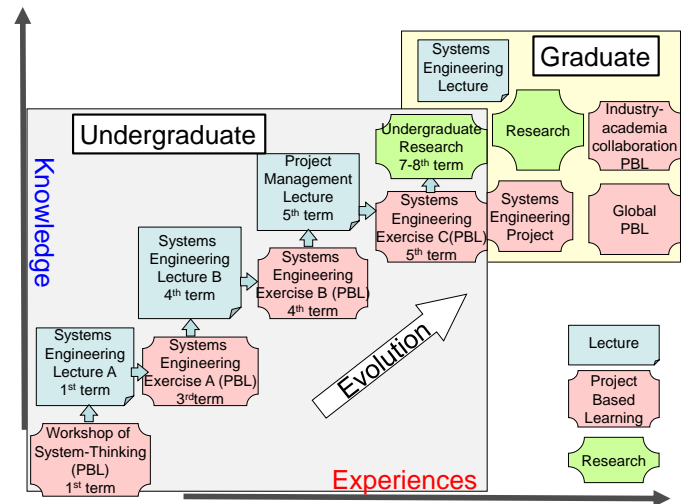 Graduate
Systems
Engineering
Lecture
Research
Industry-
academia
collaboration
PBL
Systems
Engineering
Project
Global
PBL
Undergraduate
Undergraduate
Research
7-8th term
Project
Management
Lecture
5th term
Systems
Engineering
Exercise C(PBL)
5th term
Systems
Engineering
Lecture B
4th term
Systems
Engineering
Exercise B (PBL)
4th term
Systems
Engineering
Lecture A
1st term
Systems
Engineering
Exercise A (PBL)
3rdterm
Workshop of
System-Thinking
(PBL)
1st term
Knowledge
Evolution
Experiences
Lecture
Project
Based
Learning
Research